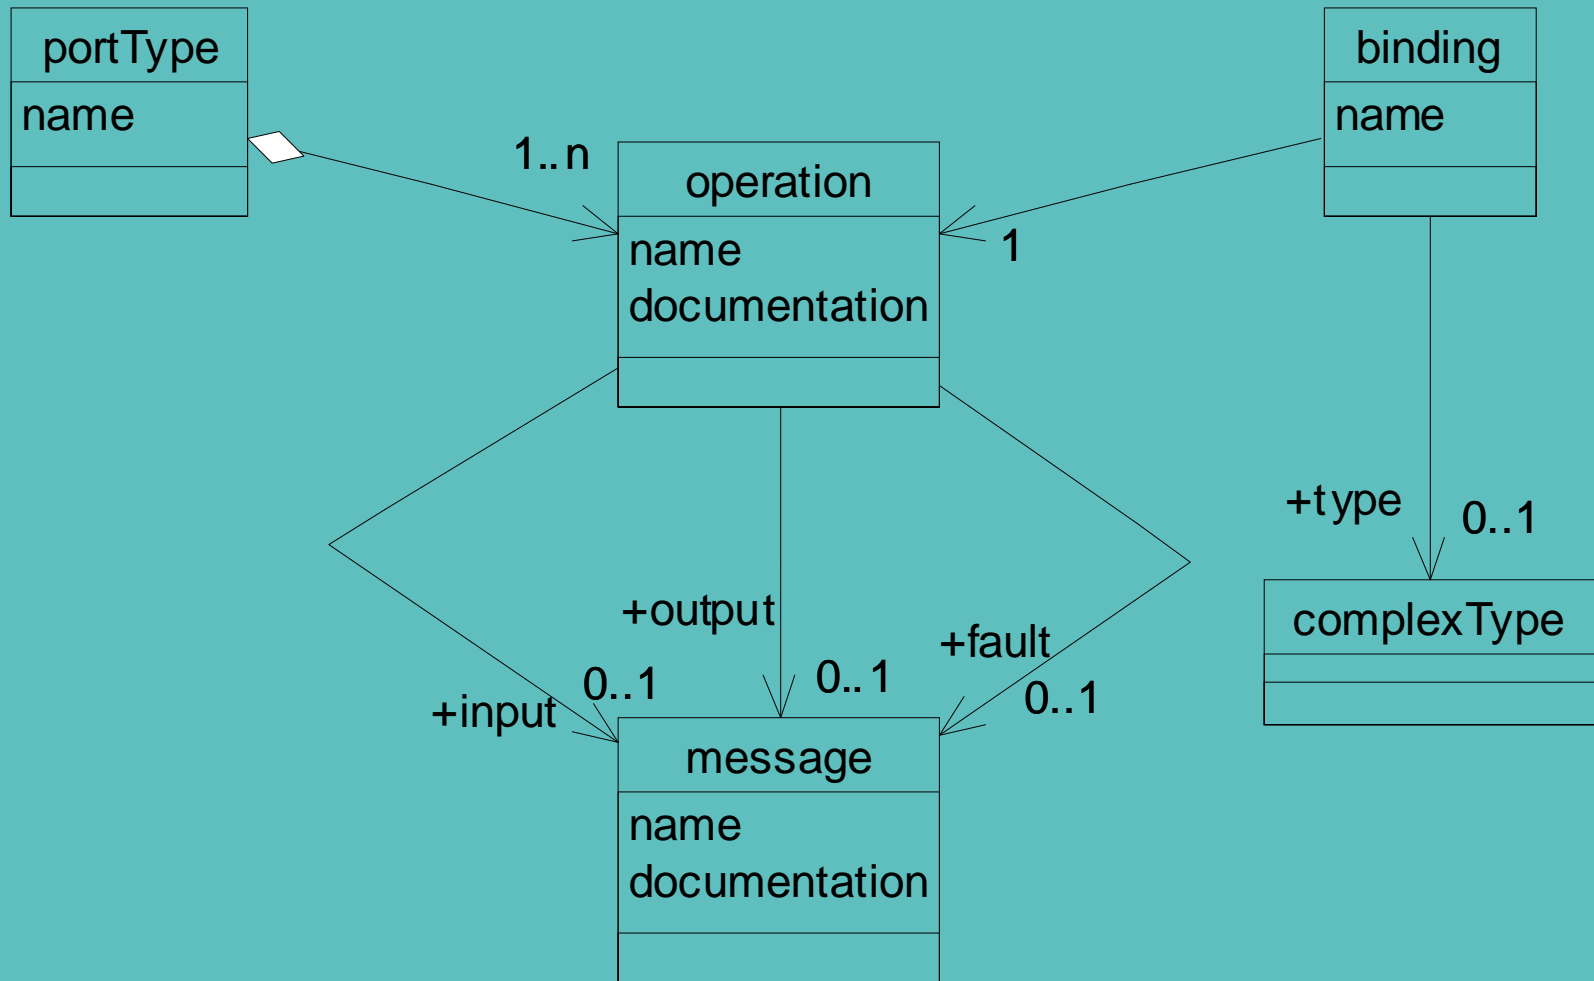 portType
name
binding
name
1..n
operation
name
documentation
1
+type
0..1
complexType
+output
0..1
+fault
0..1
0..1
+input
message
name
documentation